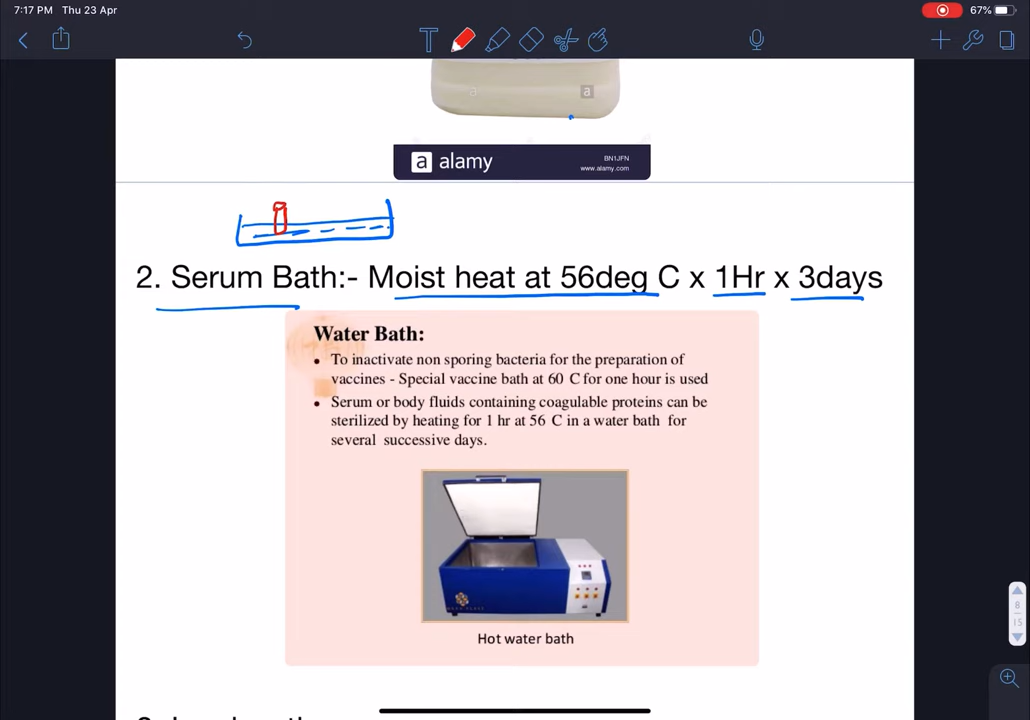 7:17 PM Thu 23 Apr
67%
T
a
a
a alamy
BN1JFN
www.alamy.com
2. Serum Bath:- Moist heat at 56deg C x 1Hr x 3days
Water Bath:
• To inactivate non sporing bacteria for the preparation of
vaccines - Special vaccine bath at 60 C for one hour is used
• Serum or body fluids containing coagulable proteins can be
sterilized by heating for 1 hr at 56 C in a water bath for
several successive days.
Hot water bath
8
15